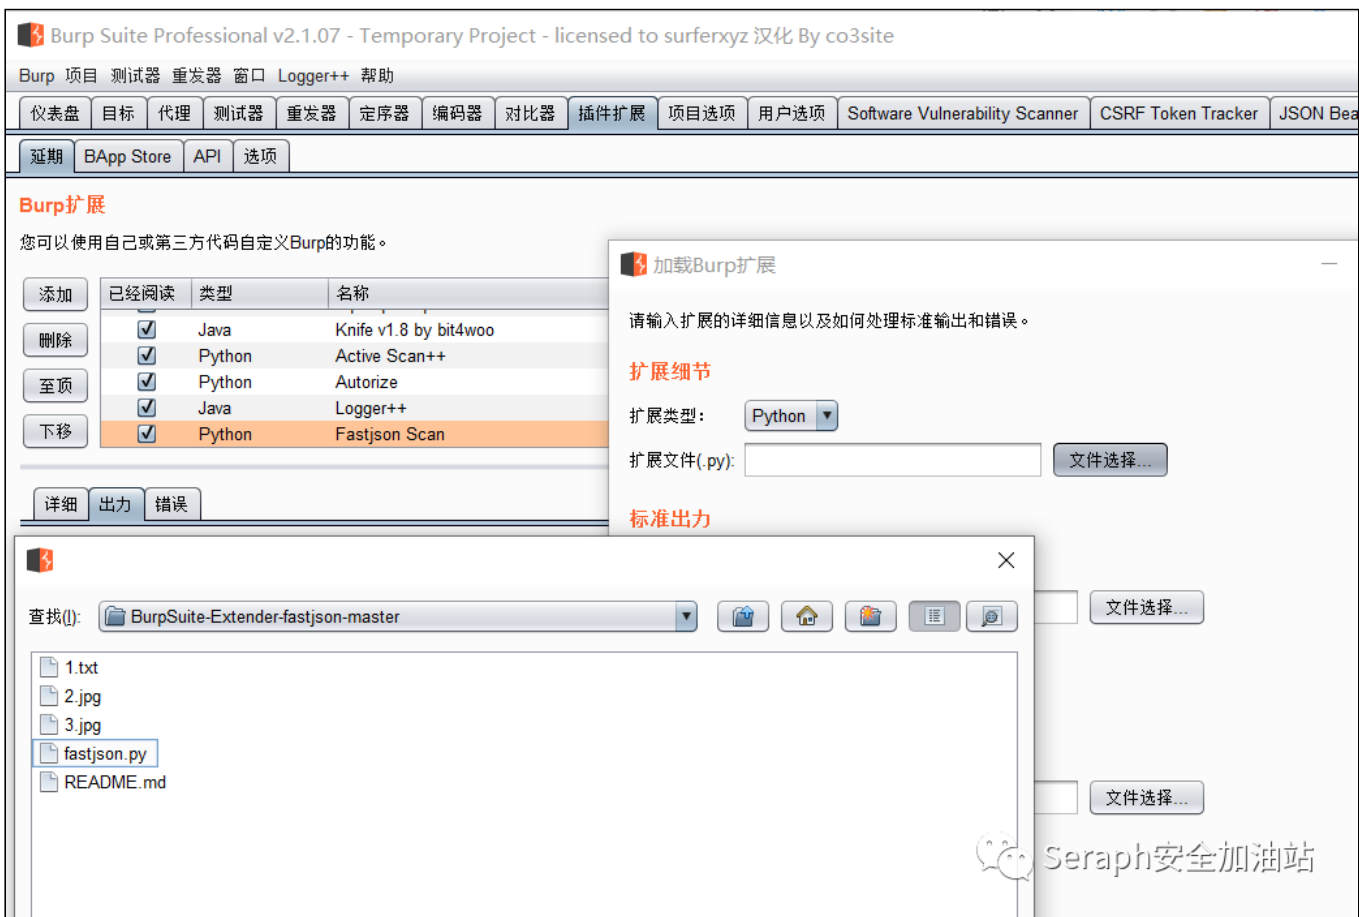 Burp Suite Professional v2.1.07 - Temporary Project - licensed to surferxyz 汉化 By co3site
Burp 项目 测试器 重发器 窗口 Logger++ 帮助
仪表盘 目标 代理 测试器 重发器 定序器 编码器 对比器 插件扩展 项目选项 用户选项 Software Vulnerability Scanner CSRF Token Tracker JSON Bea
延期 BApp Store API 选项
Burp扩展
您可以使用自己或第三方代码自定义Burp的功能。
添加
删除
至顶
下移
已经阅读 类型 名称
Java Knife v1.8 by bit4woo
Python Active Scan++
Python Autorize
Java Logger++
Python Fastjson Scan
详细 出力 错误
加载Burp扩展
请输入扩展的详细信息以及如何处理标准输出和错误。
扩展细节
扩展类型: Python
扩展文件(.py): 文件选择...
标准出力
文件选择...
文件选择...
查找(I): BurpSuite-Extender-fastjson-master
1.txt
2.jpg
3.jpg
fastjson.py
README.md
Seraph安全加油站